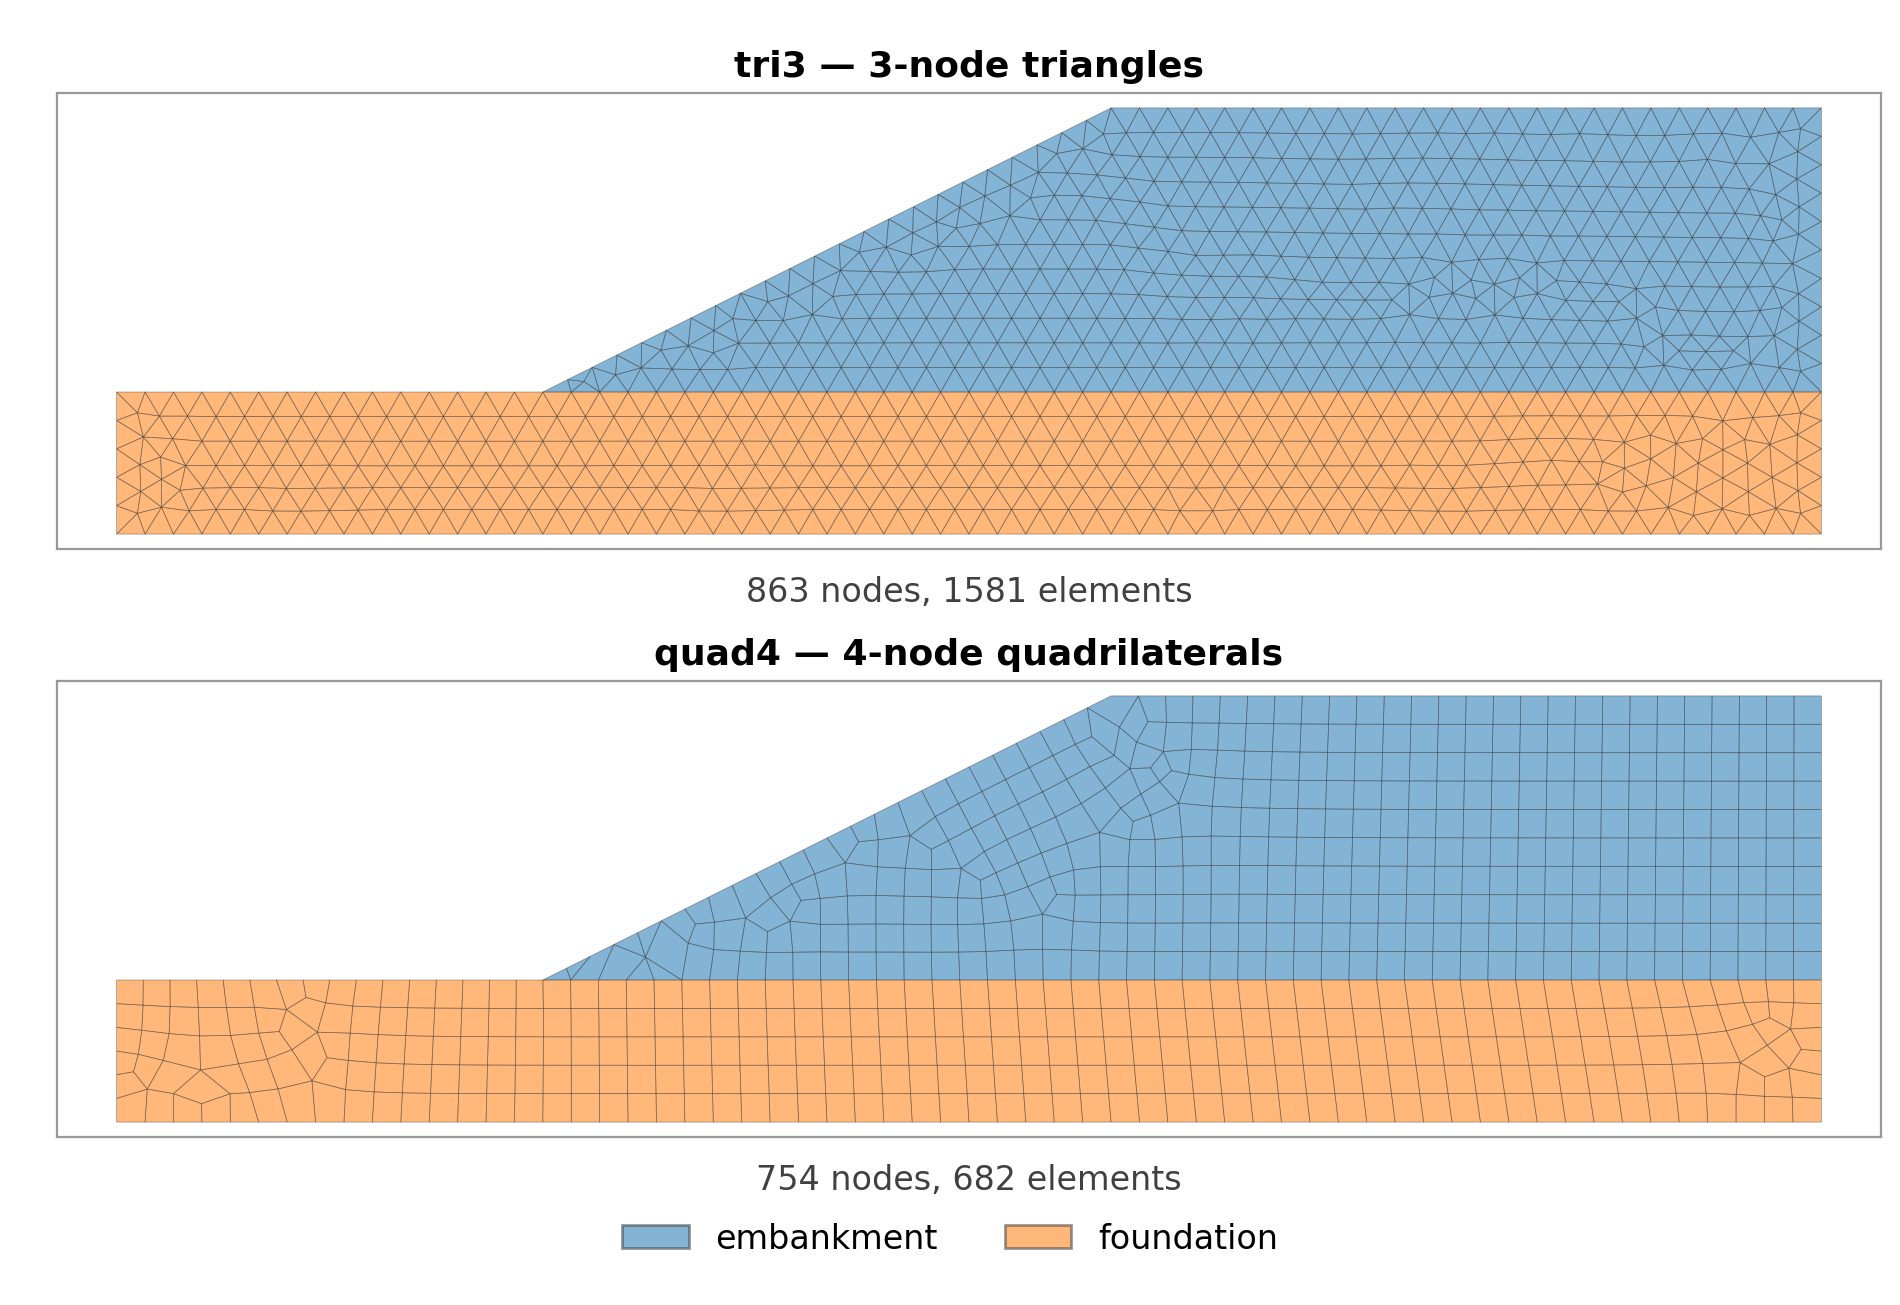 tri3 — 3-node triangles
863 nodes, 1581 elements
quad4 — 4-node quadrilaterals
754 nodes, 682 elements
embankment
foundation